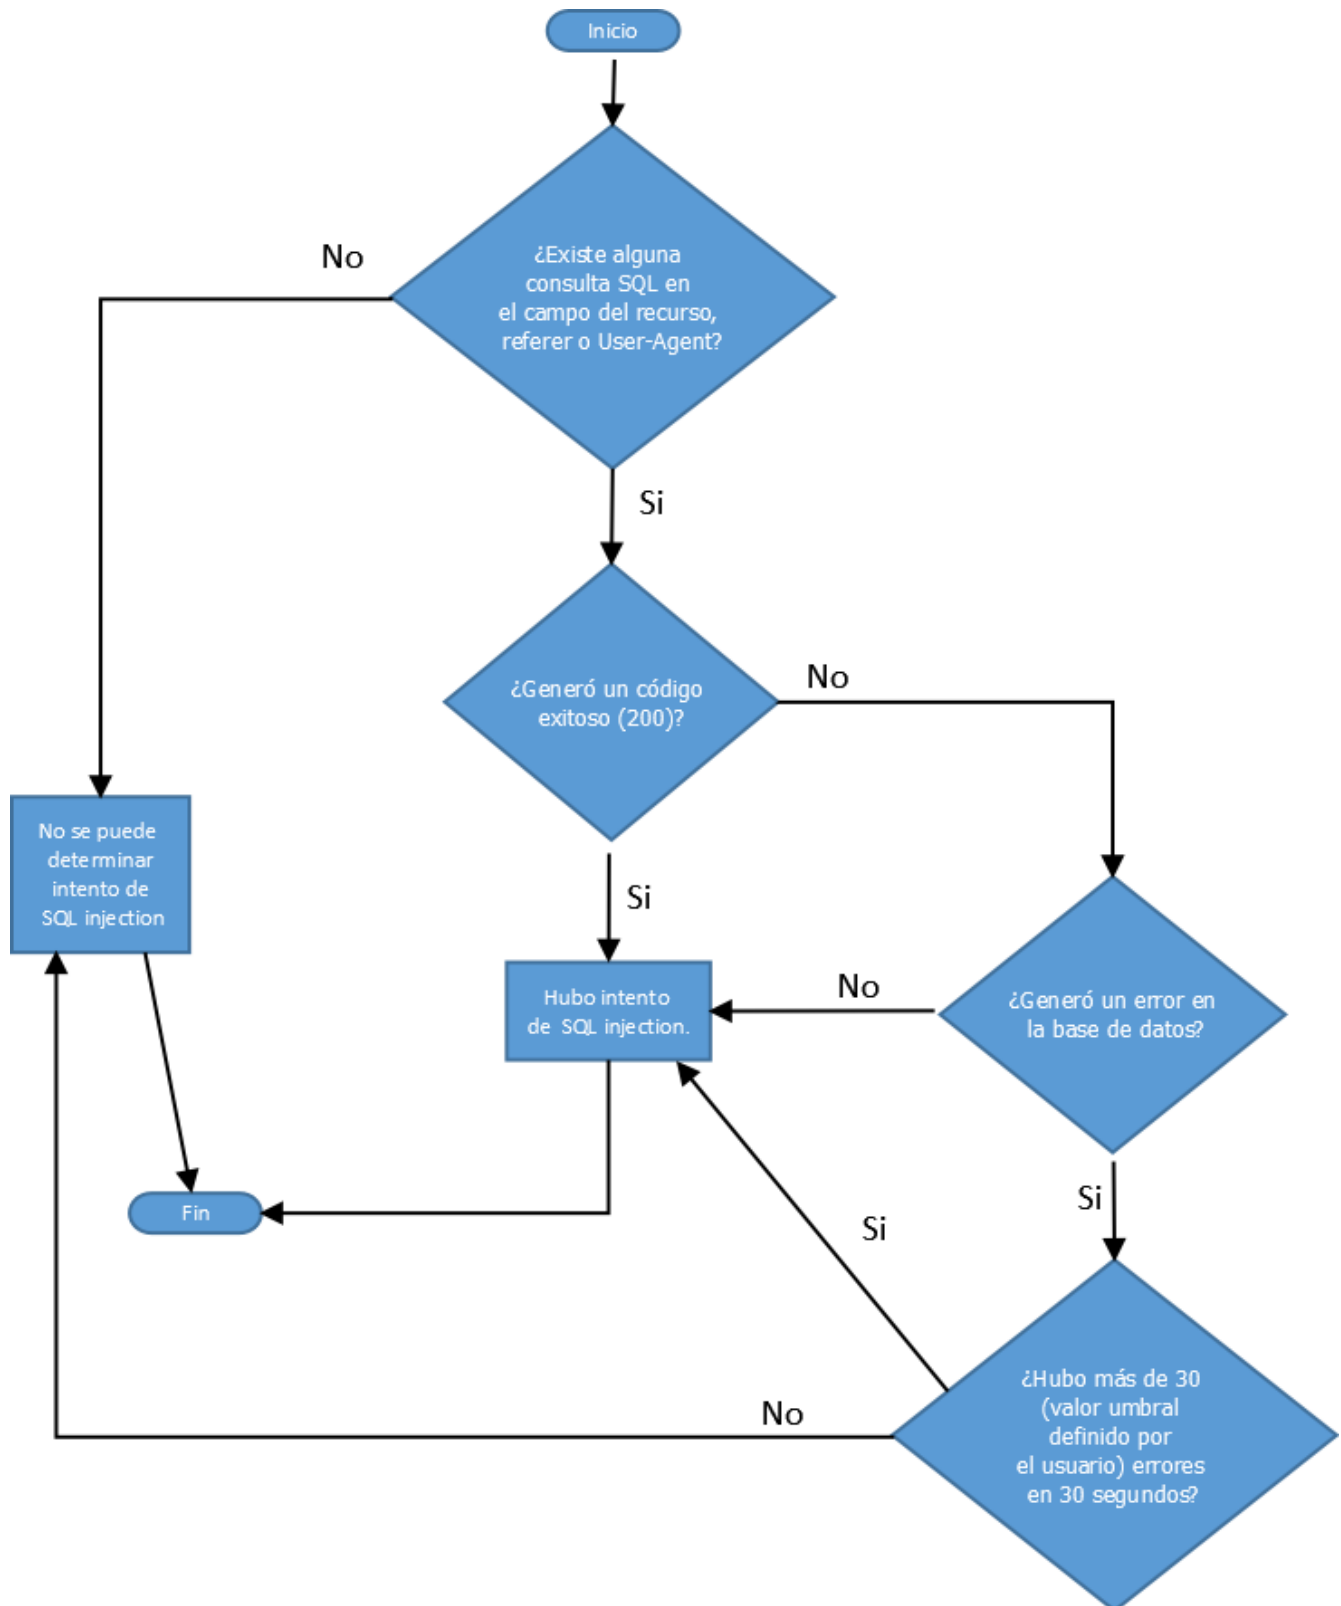 Inicio
¿Existe alguna
consulta SQL en
el campo del recurso,
referer o User-Agent?
No
Si
¿Generó un código
exitoso (200)?
No
Si
No se puede
determinar
intento de
SQL injection
Hubo intento
de SQL injection.
No
¿Generó un error en
la base de datos?
Si
Si
Fin
¿Hubo más de 30
(valor umbral
definido por
el usuario) errores
en 30 segundos?
No